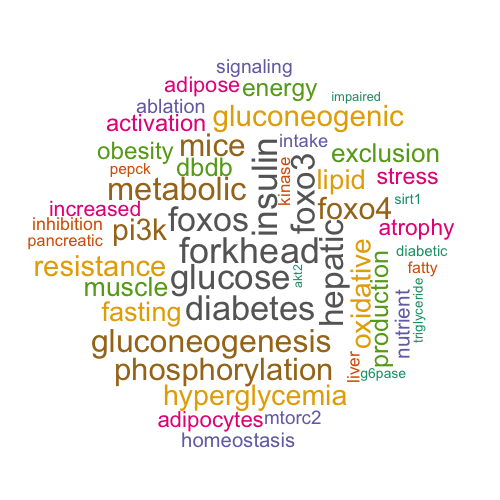 signaling
adipose
energy
impaired
ablation
gluconeogenic
activation
mice
insulin
intake
foxo3
obesity
dbdb
kinase
exclusion
pepck
metabolic
lipid
stress
sirt1
increased
foxos
foxo4
inhibition
pi3k
atrophy
pancreatic
forkhead
hepatic
diabetic
resistance
glucose
akt2
oxidative
production
fatty
muscle
diabetes
nutrient
triglyceride
fasting
gluconeogenesis
phosphorylation
liver
g6pase
hyperglycemia
adipocytes
mtorc2
homeostasis